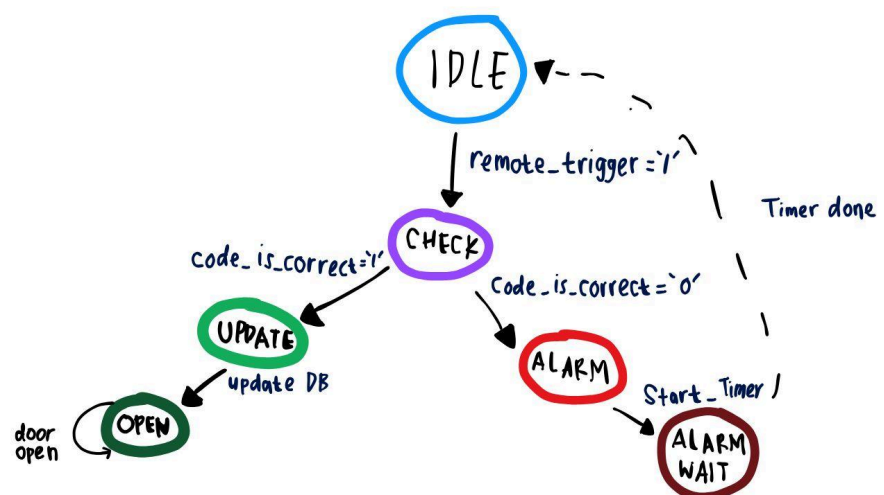 IDLE
remote_trigger='1'
Timer done
CHECK
code_is_correct='1'
code_is_correct='0'
UPDATE
ALARM
update DB
Start_Timer
OPEN
door
open
ALARM
WAIT